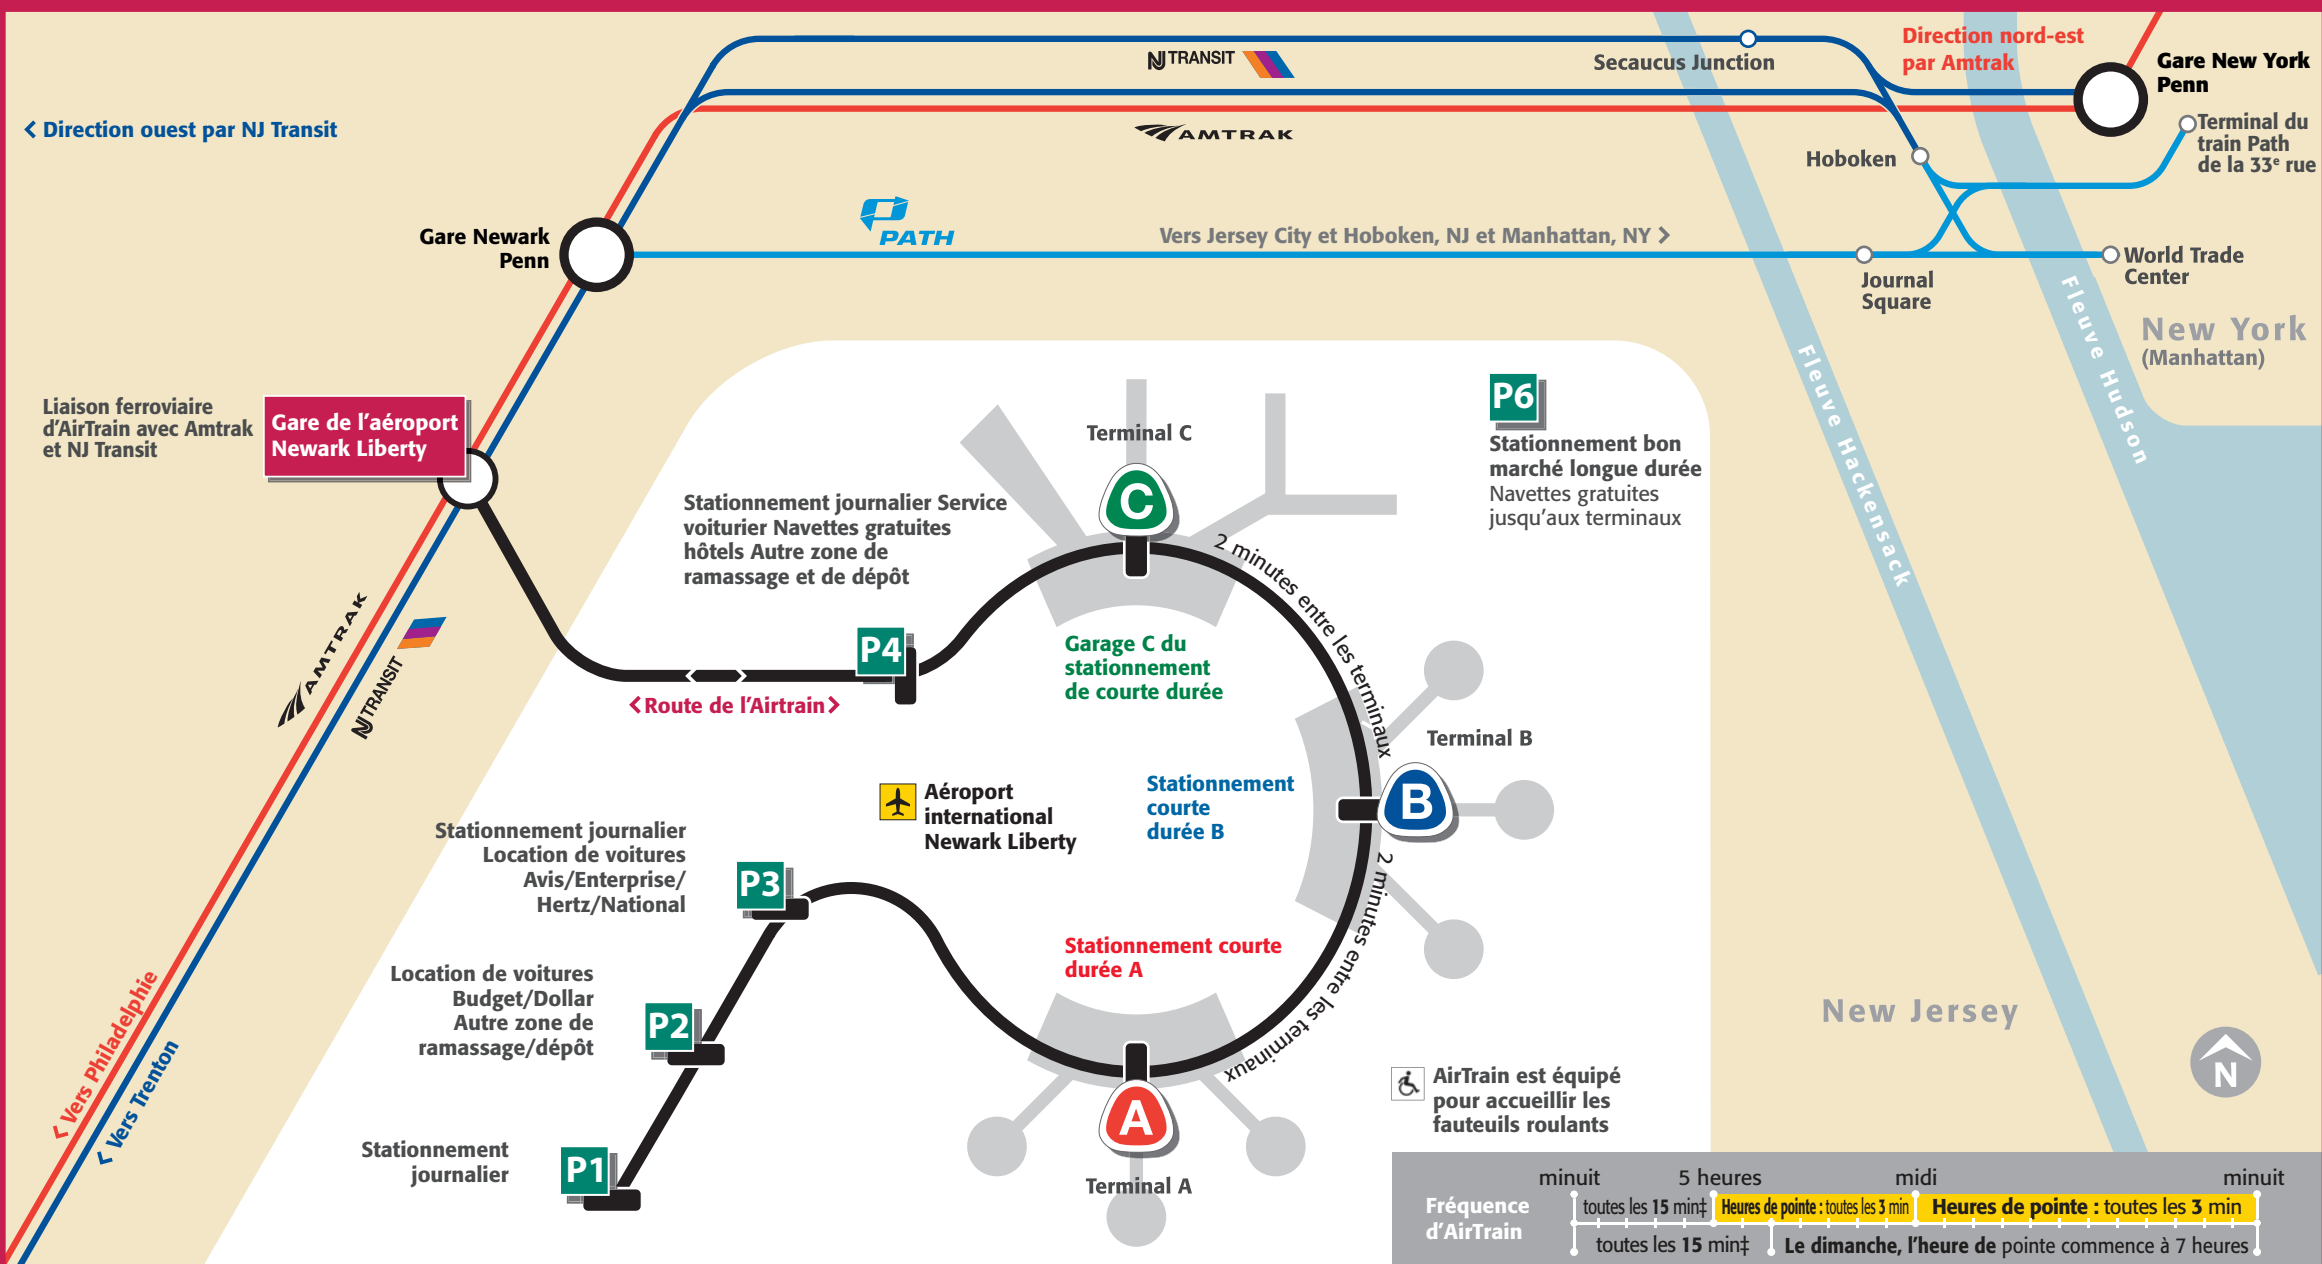 NJ TRANSIT
Secaucus Junction
Direction nord-est
par Amtrak
Gare New York
Penn
AMTRAK
< Direction ouest par NJ Transit
Terminal du
train Path
de la 33e rue
Hoboken
PATH
Gare Newark
Penn
Vers Jersey City et Hoboken, NJ et Manhattan, NY >
World Trade
Center
Journal
Square
Fleuve Hudson
New York
(Manhattan)
Fleuve Hackensack
Liaison ferroviaire
d'AirTrain avec Amtrak
et NJ Transit
Gare de l'aéroport
Newark Liberty
P6
Stationnement bon
marché longue durée
Navettes gratuites
jusqu'aux terminaux
Terminal C
C
Stationnement journalier Service
voiturier Navettes gratuites
hôtels Autre zone de
ramassage et de dépôt
2 minutes entre les terminaux
P4
Garage C du
stationnement
de courte durée
< Route de l'Airtrain >
AMTRAK
NJ TRANSIT
Terminal B
B
Stationnement
courte
durée B
Aéroport
international
Newark Liberty
Stationnement journalier
Location de voitures
Avis/Enterprise/
Hertz/National
P3
2 minutes entre les terminaux
Stationnement courte
durée A
Location de voitures
Budget/Dollar
Autre zone de
ramassage/dépôt
P2
< Vers Philadelphie
< Vers Trenton
New Jersey
N
AirTrain est équipé
pour accueillir les
fauteuils roulants
A
Terminal A
Stationnement
journalier
P1
minuit 5 heures midi minuit
Fréquence
d'AirTrain
toutes les 15 min‡ Heures de pointe : toutes les 3 min Heures de pointe : toutes les 3 min
toutes les 15 min‡ Le dimanche, l'heure de pointe commence à 7 heures